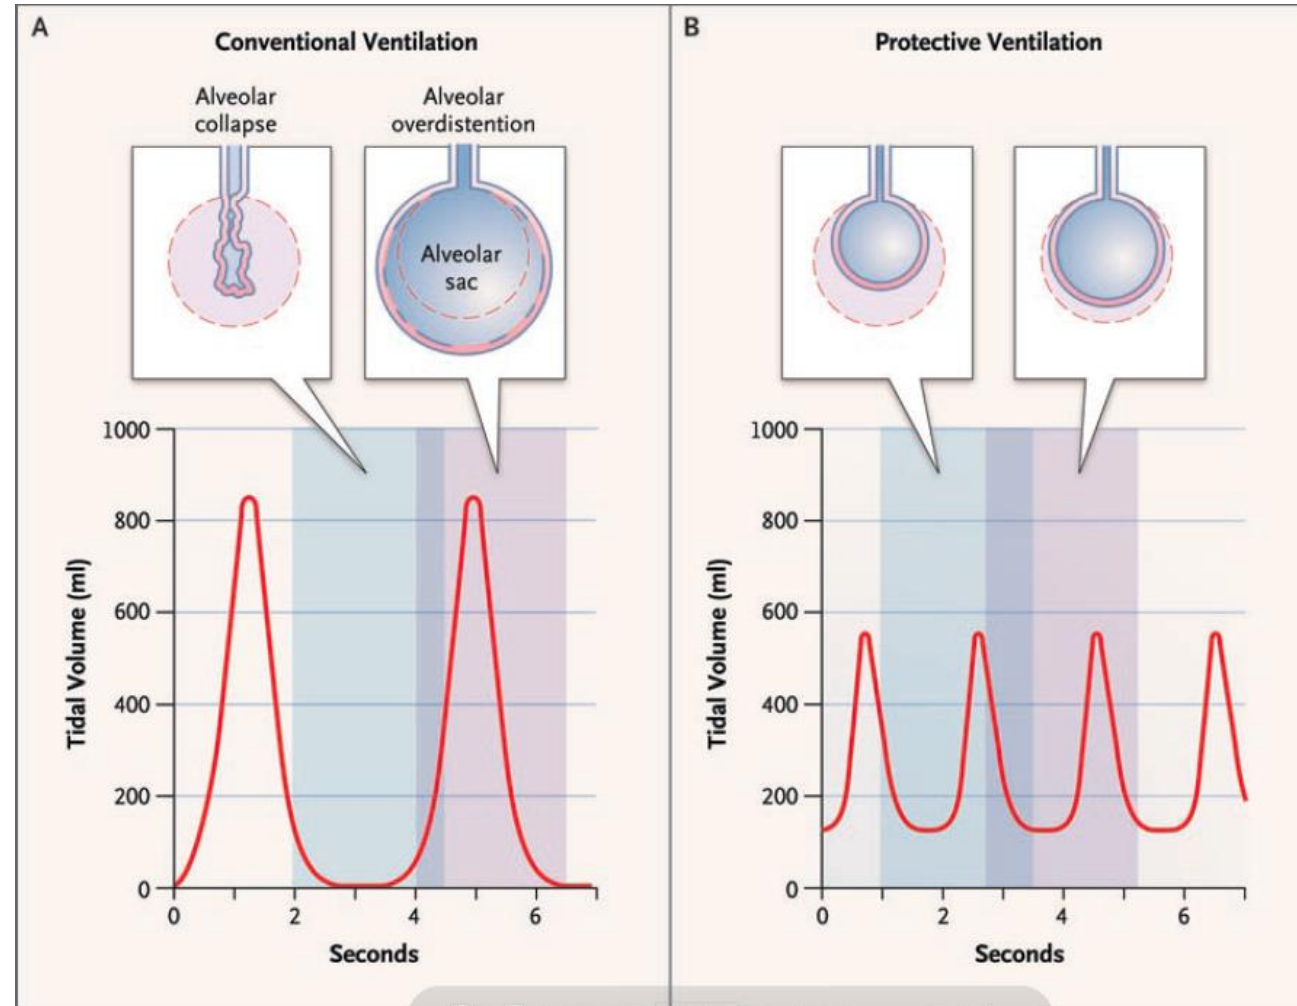 A
Conventional Ventilation
Alveolar
collapse
Alveolar
overdistention
Alveolar
sac
1000
800
600
400
200
0
Tidal Volume (ml)
0 2 4 6
Seconds
B
Protective Ventilation
1000
800
600
400
200
0
Tidal Volume (ml)
0 2 4 6
Seconds